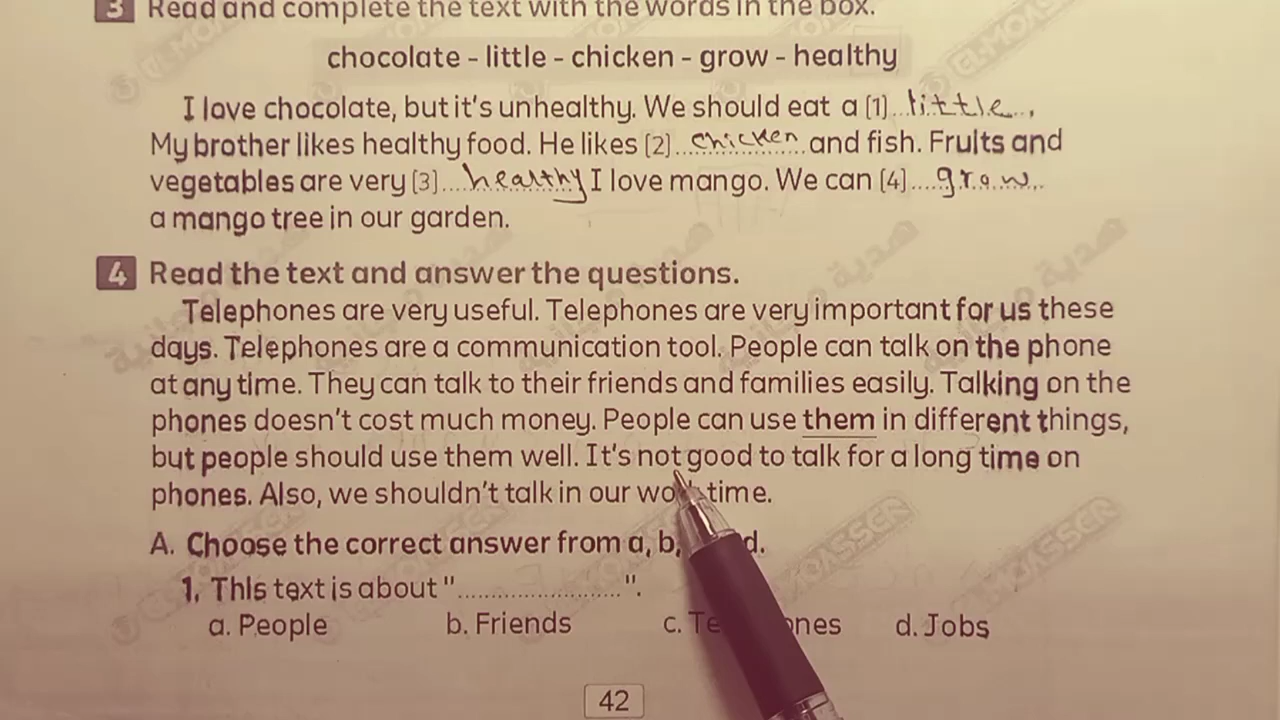 3 Read and complete the text with the words in the box.
chocolate - little - chicken - grow - healthy
I love chocolate, but it's unhealthy. We should eat a [1] little.
My brother likes healthy food. He likes [2] chicken and fish. Fruits and
vegetables are very [3] healthy I love mango. We can [4] grow
a mango tree in our garden.
4 Read the text and answer the questions.
Telephones are very useful. Telephones are very important for us these
days. Telephones are a communication tool. People can talk on the phone
at any time. They can talk to their friends and families easily. Talking on the
phones doesn't cost much money. People can use them in different things,
but people should use them well. It's not good to talk for a long time on
phones. Also, we shouldn't talk in our time.
A. Choose the correct answer from a, b, d.
1. This text is about "......................".
a. People b. Friends c. d. Jobs
42